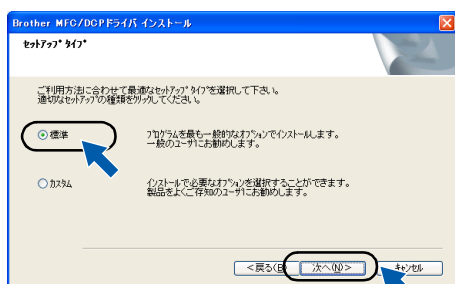 Brother MFC/DCPドライバ インストール
ｾｯﾄｱｯﾌﾟ ﾀｲﾌﾟ
ご利用方法に合わせて最適なｾｯﾄｱｯﾌﾟ ﾀｲﾌﾟを選択して下さい。
適切なｾｯﾄｱｯﾌﾟの種類をｸﾘｯｸしてください。
標準
ﾌﾟﾛｸﾞﾗﾑを最も一般的なｵﾌﾟｼｮﾝでｲﾝｽﾄｰﾙします。
一般のﾕｰｻﾞにお勧めします。
ｶｽﾀﾑ
ｲﾝｽﾄｰﾙで必要なｵﾌﾟｼｮﾝを選択することができます。
製品をよくご存知のﾕｰｻﾞにお勧めします。
<戻る(B) 次へ(N)> ｷｬﾝｾﾙ